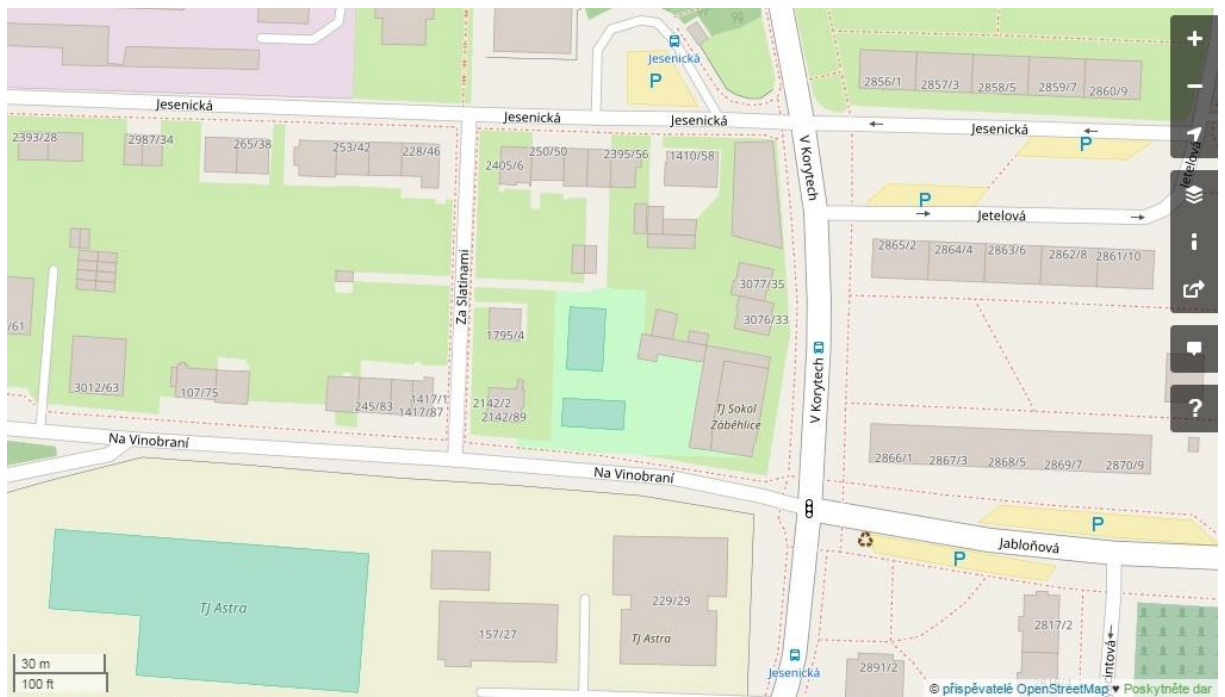 Jesenická
2856/1
2857/3
2858/5
2859/7
2860/9
P
Jesenická
Jesenická
Jesenická
Jesenická
P
2393/28
2987/34
265/38
253/42
228/46
2405/6
250/50
2395/56
1410/58
V Korytech
Jetelová
P
Jetelová
2865/2
2864/4
2863/6
2862/8
2861/10
Za Slatinami
3077/35
3076/33
/61
1795/4
V Korytech
3012/63
107/75
245/83
1417/1
1417/87
2142/2
2142/89
TJ Sokol
Záběhlice
?
Na Vinobraní
Na Vinobraní
2866/1
2867/3
2868/5
2869/7
2870/9
P
Jabloňová
P
TJ Astra
229/29
157/27
TJ Astra
2817/2
30 m
100 ft
Jesenická
2891/2
© přispěvatelé OpenStreetMap ♥ Poskytněte dar